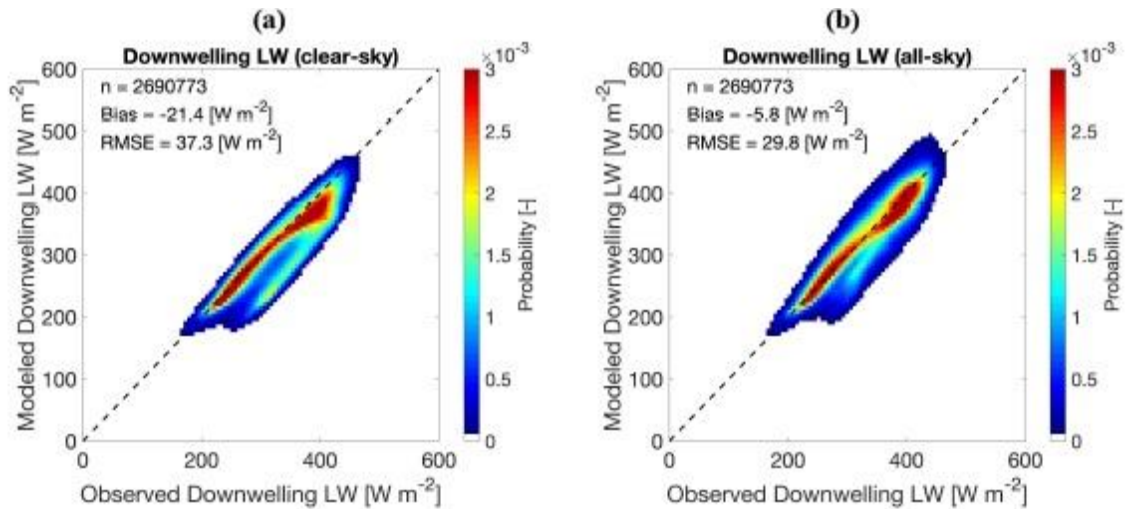 (a)
Downwelling LW (clear-sky)
n = 2690773
Bias = -21.4 [W m⁻²]
RMSE = 37.3 [W m⁻²]
Modeled Downwelling LW [W m⁻²]
600
500
400
300
200
100
0
0
200
400
600
Observed Downwelling LW [W m⁻²]
×10⁻³
3
2.5
2
1.5
1
0.5
0
Probability [-]
(b)
Downwelling LW (all-sky)
n = 2690773
Bias = -5.8 [W m⁻²]
RMSE = 29.8 [W m⁻²]
Modeled Downwelling LW [W m⁻²]
600
500
400
300
200
100
0
0
200
400
600
Observed Downwelling LW [W m⁻²]
×10⁻³
3
2.5
2
1.5
1
0.5
0
Probability [-]